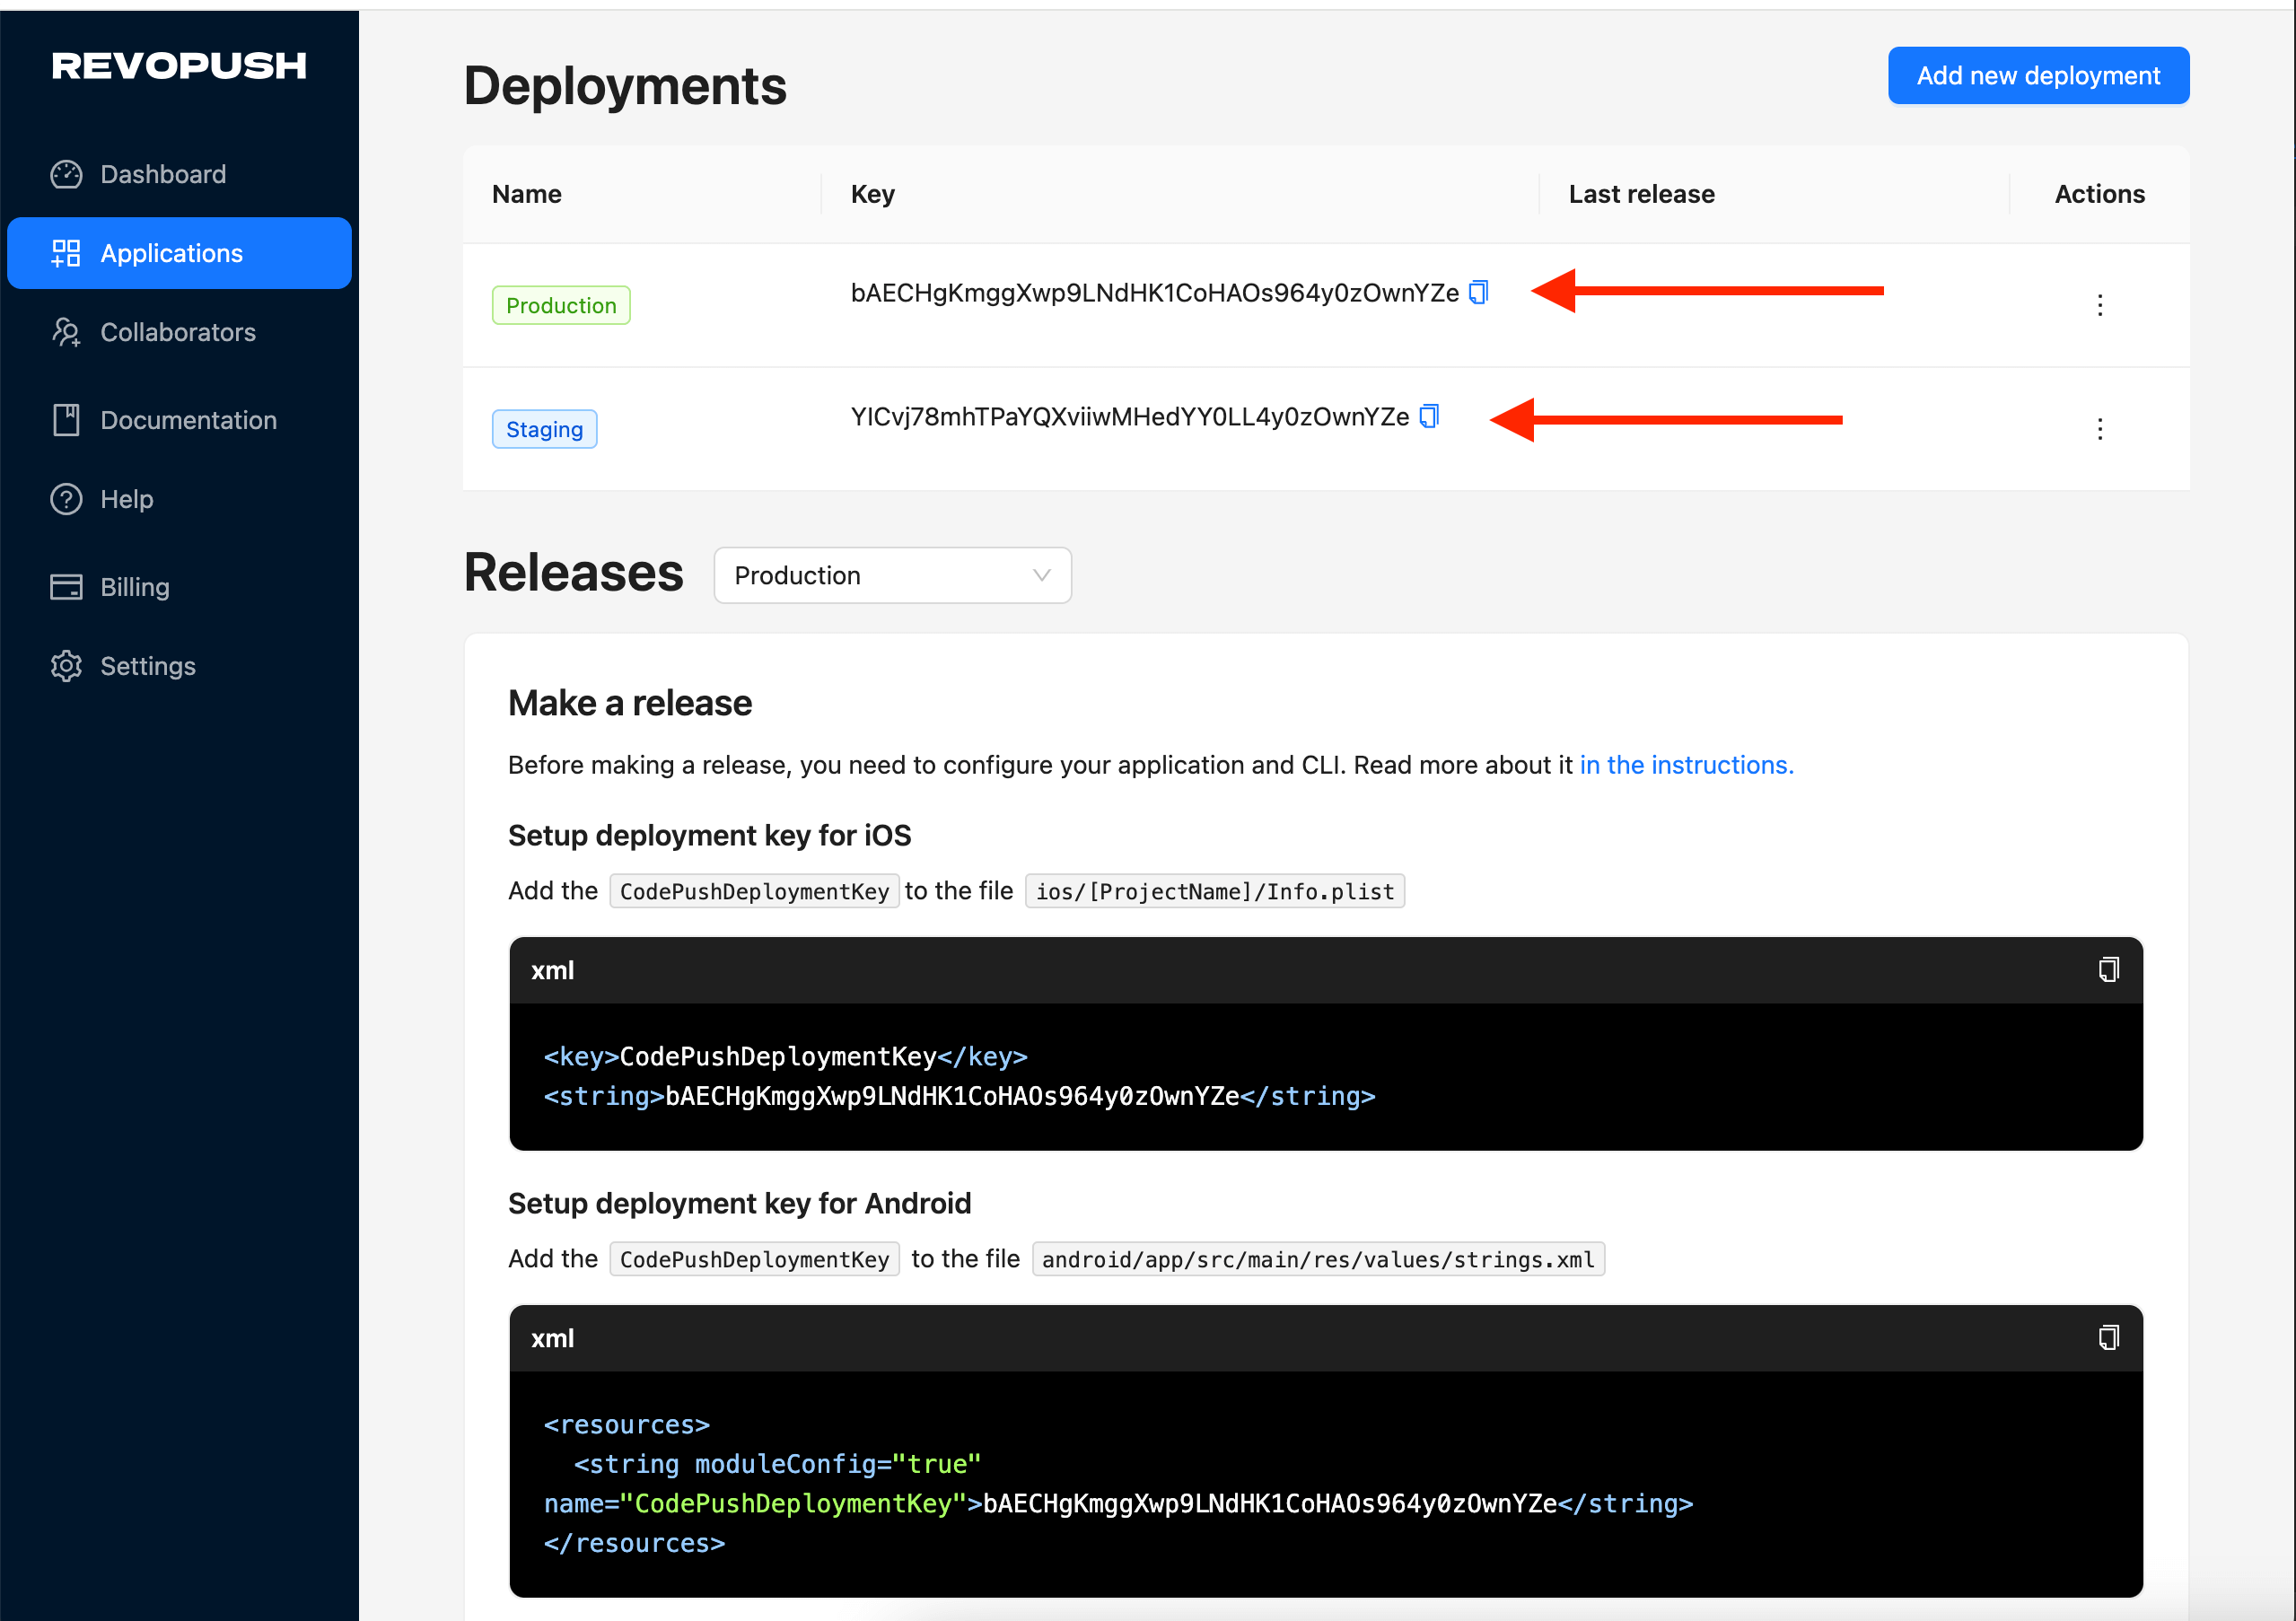 REVOPUSH
Dashboard
Applications
Collaborators
Documentation
Help
Billing
Settings
Deployments
Add new deployment
Name Key Last release Actions
Production bAECHgKmggXwp9LNdHK1CoHAOs964y0zOwnYZe
Staging YICvj78mhTPaYQXviiwMHedYY0LL4y0zOwnYZe
Releases Production
Make a release
Before making a release, you need to configure your application and CLI. Read more about it in the instructions.
Setup deployment key for iOS
Add the CodePushDeploymentKey to the file ios/[ProjectName]/Info.plist
xml
<key>CodePushDeploymentKey</key>
<string>bAECHgKmggXwp9LNdHK1CoHAOs964y0zOwnYZe</string>
Setup deployment key for Android
Add the CodePushDeploymentKey to the file android/app/src/main/res/values/strings.xml
xml
<resources>
<string moduleConfig="true"
name="CodePushDeploymentKey">bAECHgKmggXwp9LNdHK1CoHAOs964y0zOwnYZe</string>
</resources>